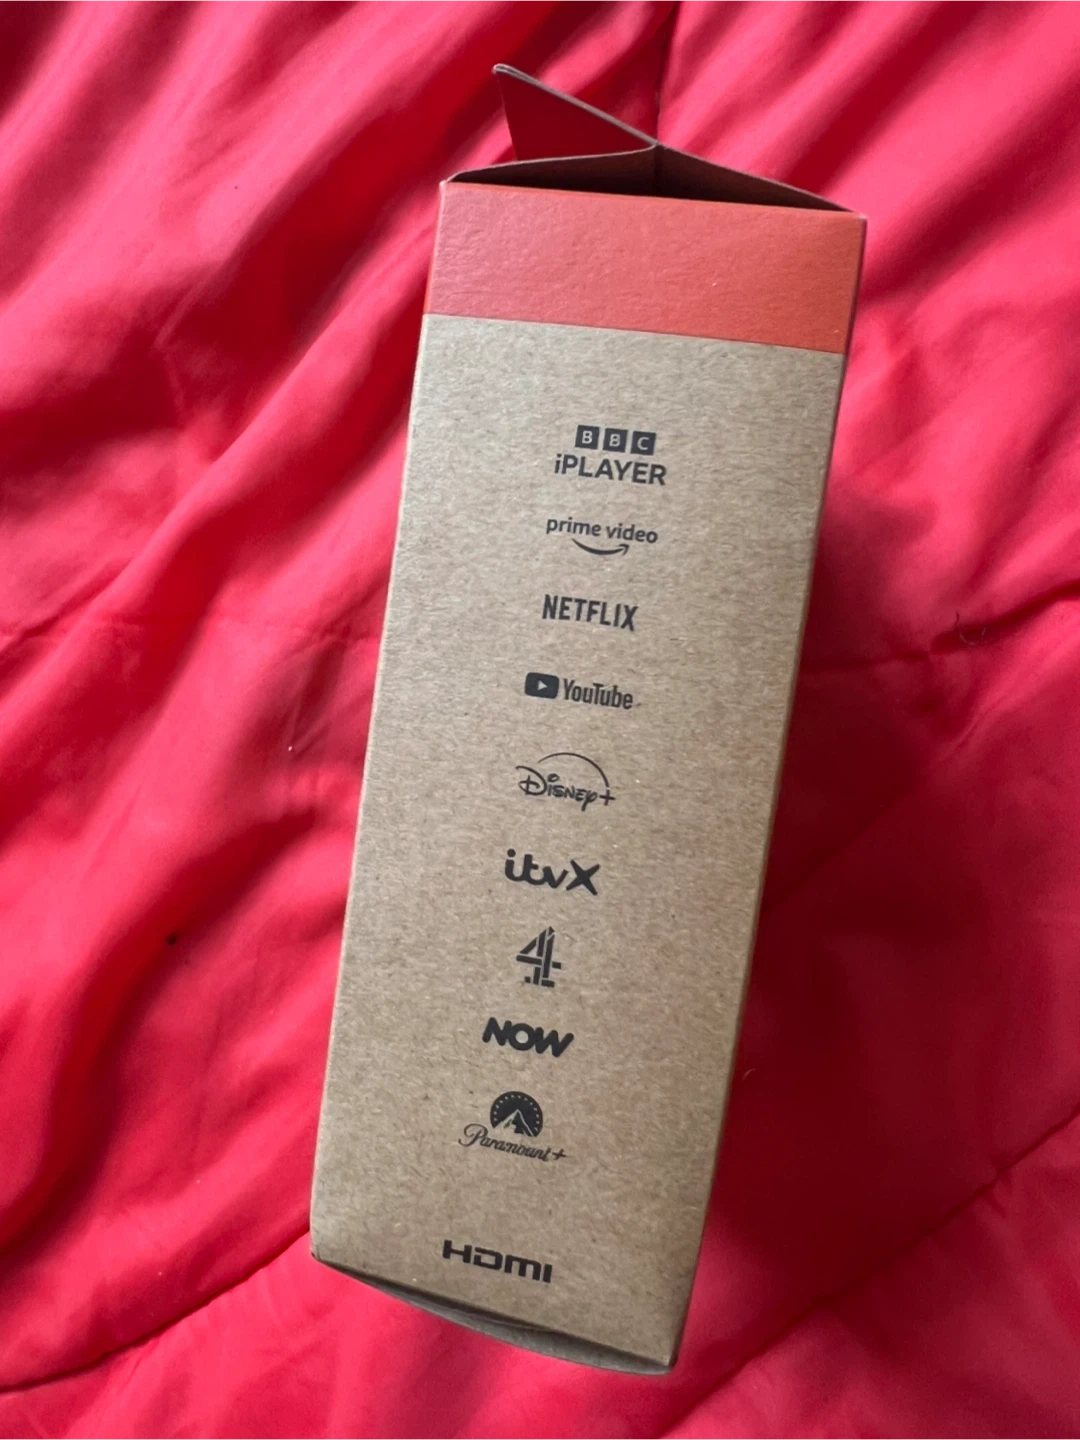 BBC
iPLAYER
prime video
NETFLIX
YouTube
Disney+
itvX
4
NOW
Paramount+
HDMI